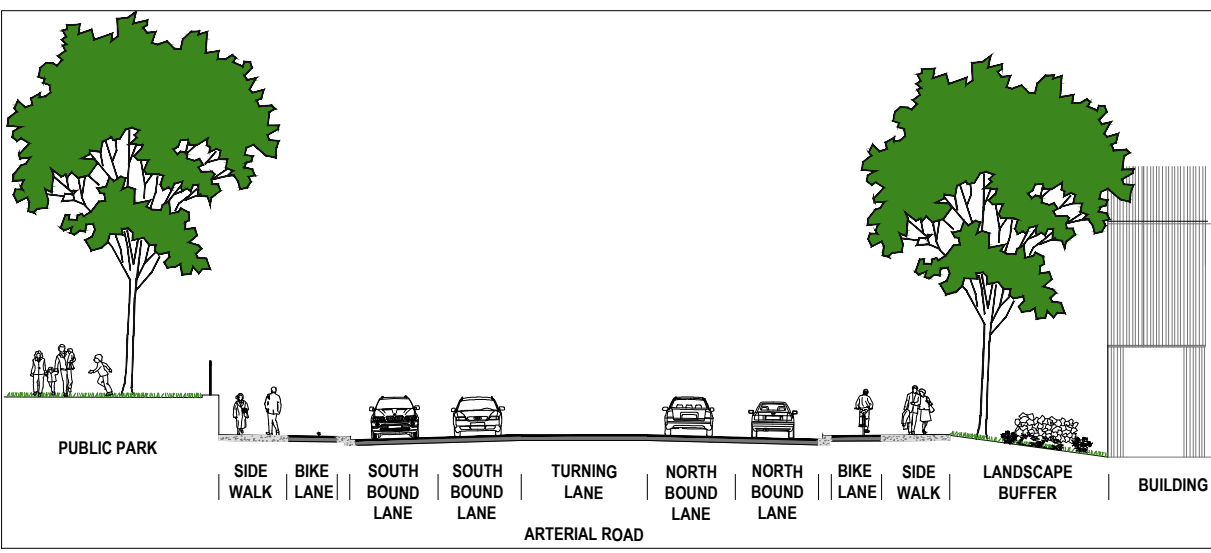 PUBLIC PARK
SIDE
WALK
BIKE
LANE
SOUTH
BOUND
LANE
SOUTH
BOUND
LANE
TURNING
LANE
NORTH
BOUND
LANE
NORTH
BOUND
LANE
BIKE
LANE
SIDE
WALK
LANDSCAPE
BUFFER
BUILDING
ARTERIAL ROAD